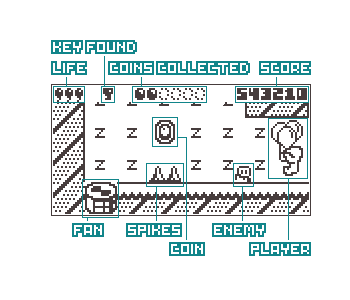 KEY FOUND
LIFE COINS COLLECTED SCORE
543210
Z Z Z Z Z
Z Z Z Z Z
FAN SPIKES ENEMY
COIN PLAYER